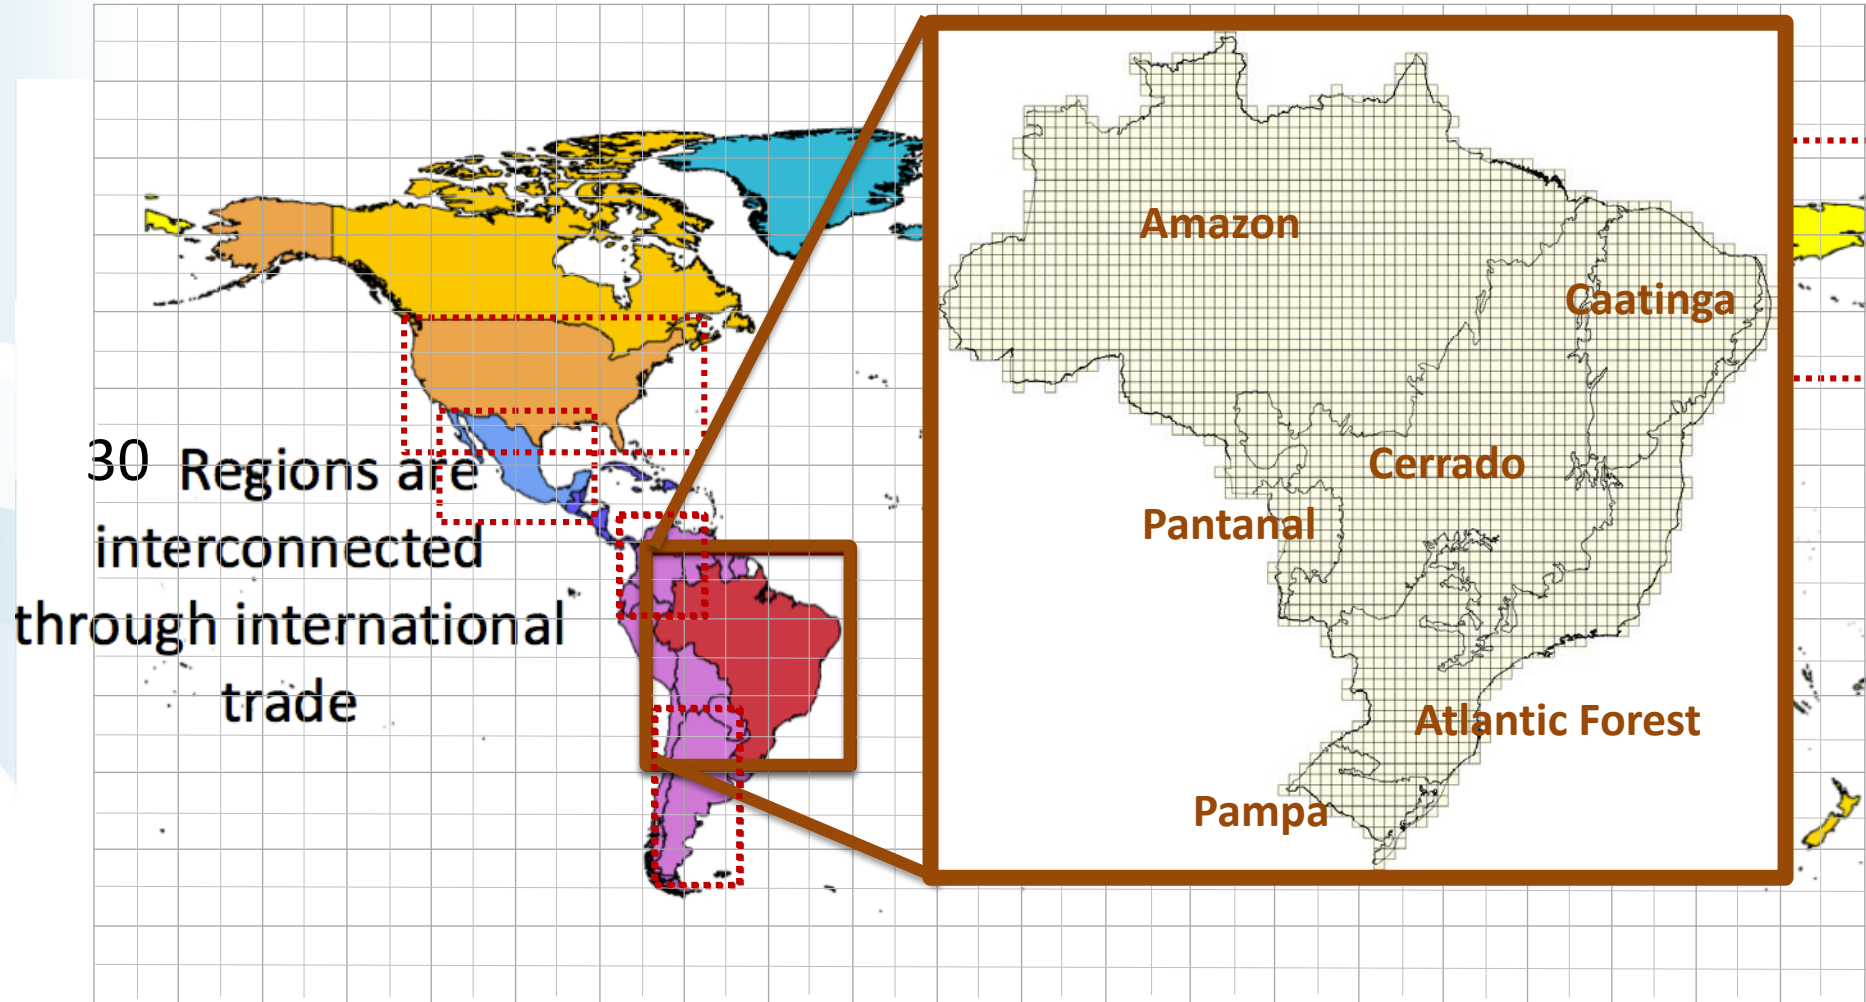 30 Regions are
interconnected
through international
trade
Amazon
Caatinga
Cerrado
Pantanal
Atlantic Forest
Pampa